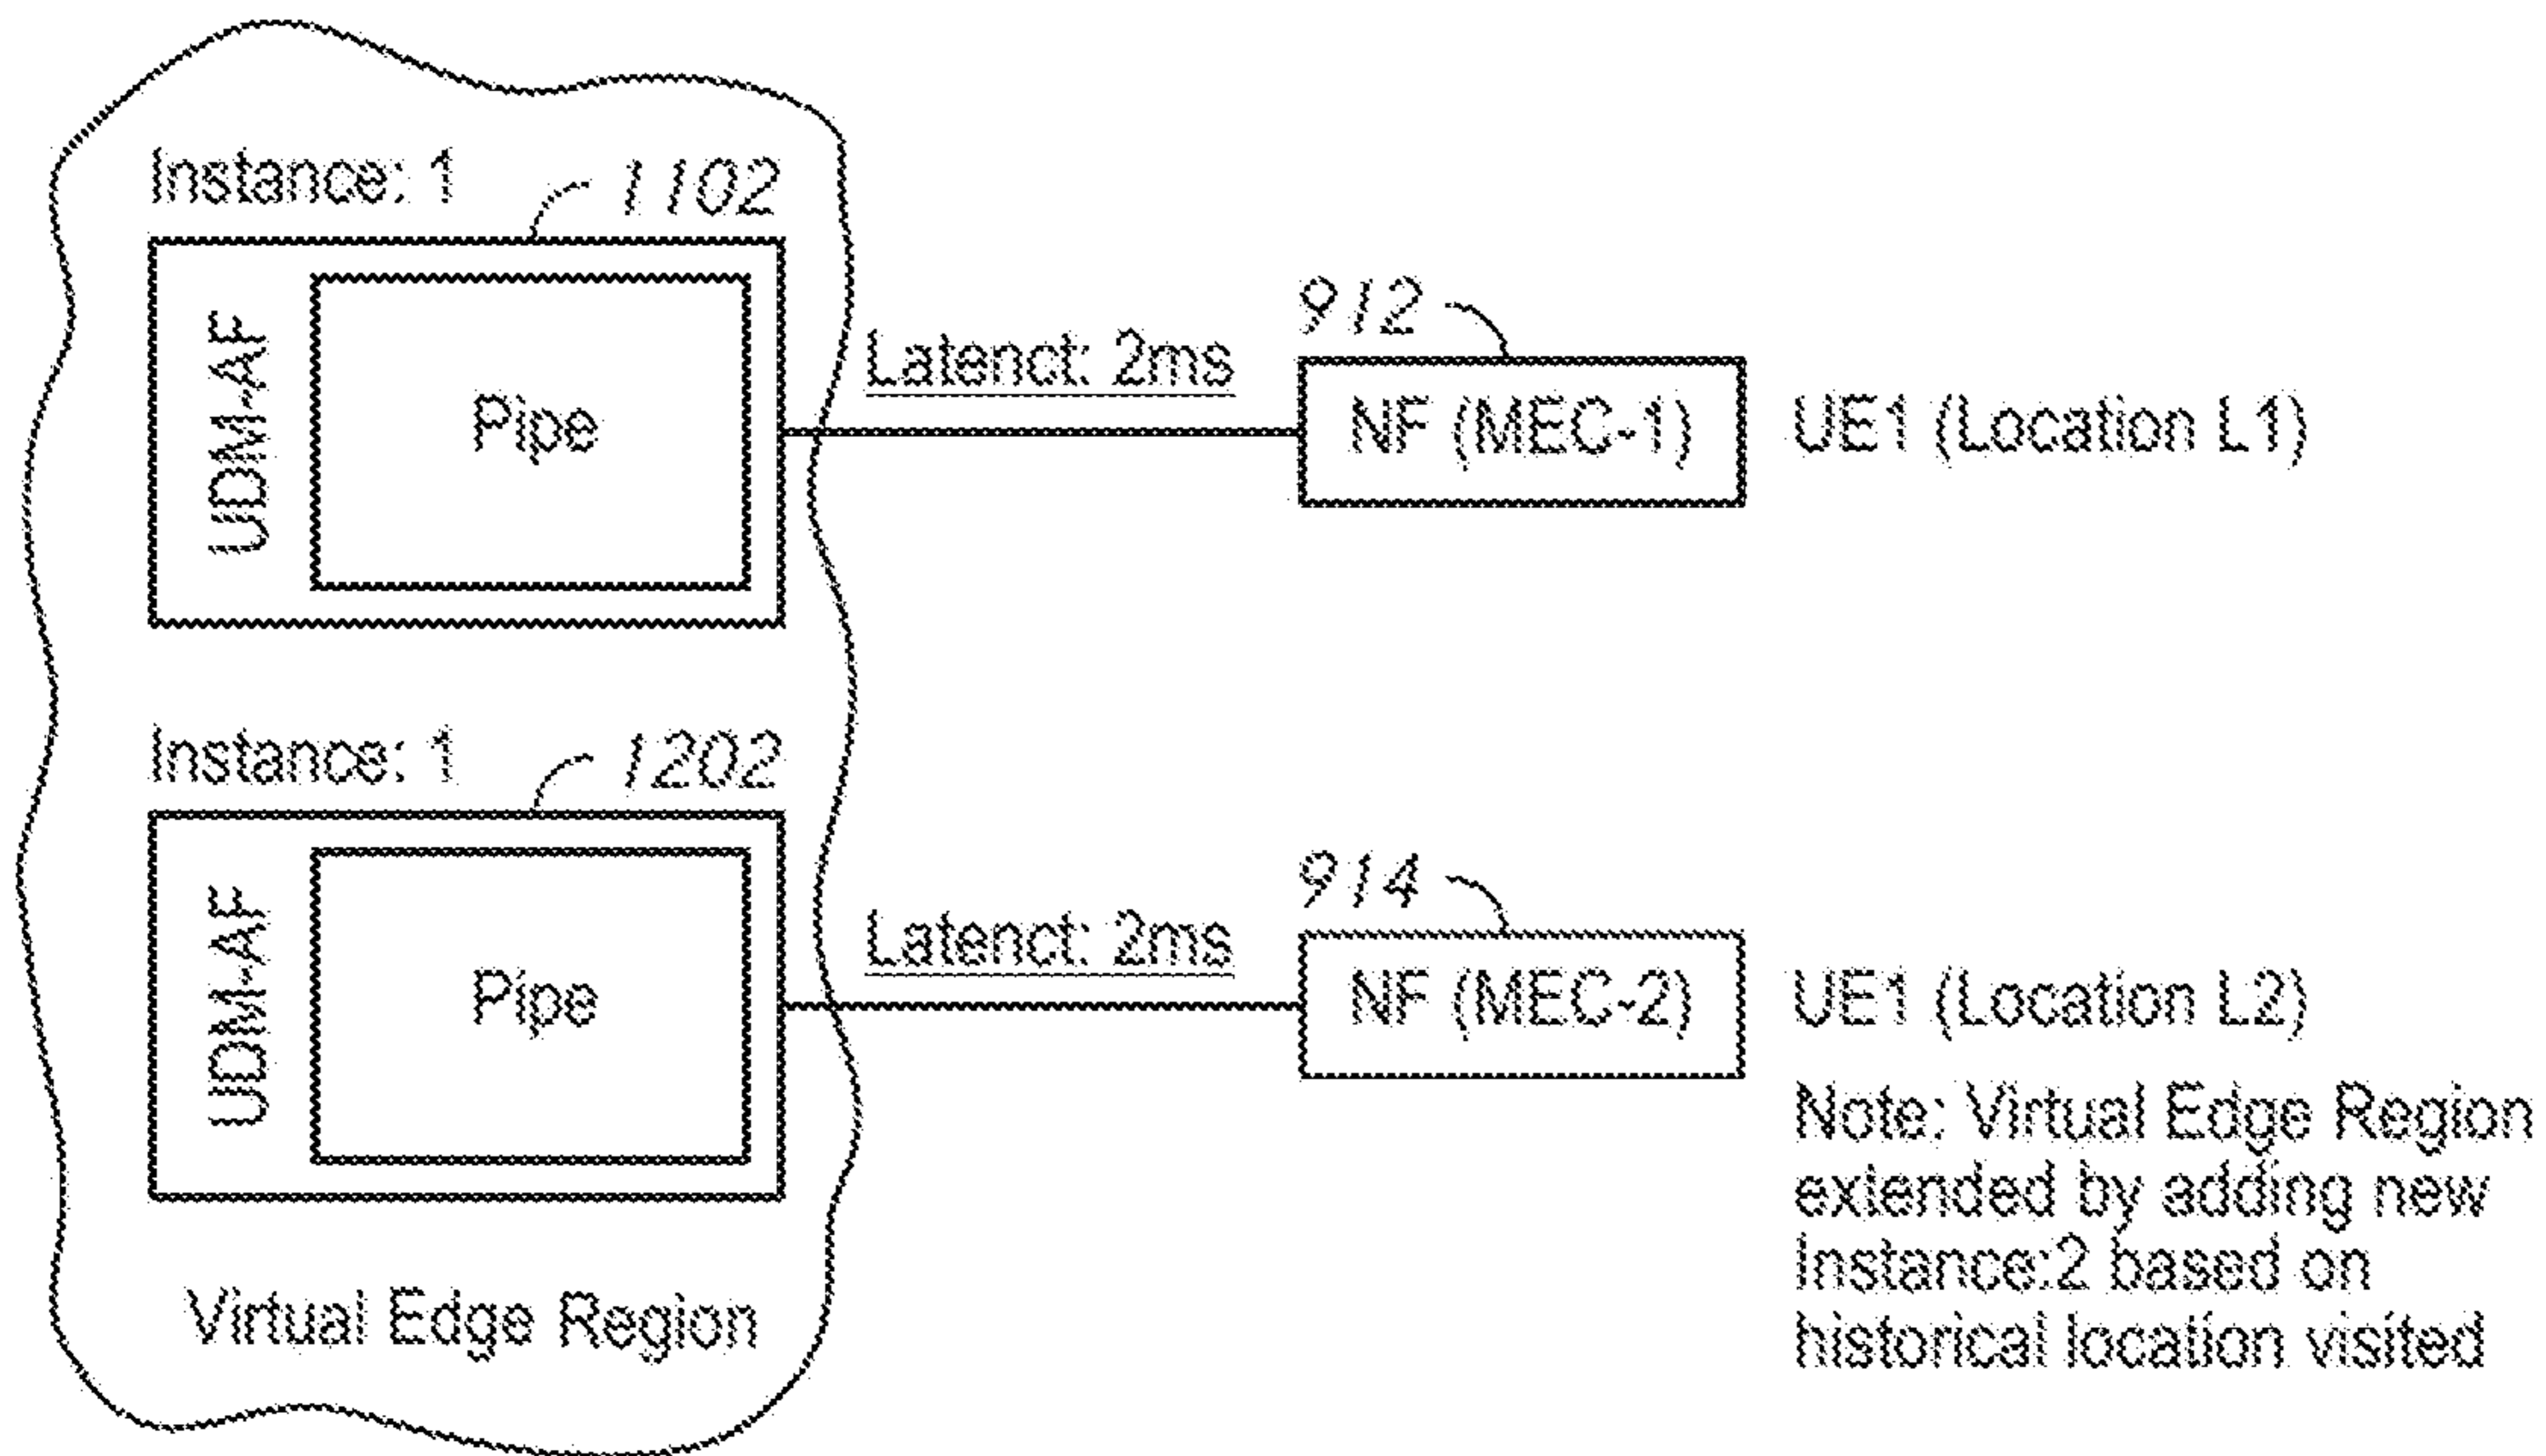 Instance: 1
1102
UDM-AF
Pipe
Latenct: 2ms
912
NF (MEC-1)
UE1 (Location L1)
Instance: 1
1202
UDM-AF
Pipe
Latenct: 2ms
914
NF (MEC-2)
UE1 (Location L2)
Note: Virtual Edge Region
extended by adding new
Instance:2 based on
historical location visited
Virtual Edge Region